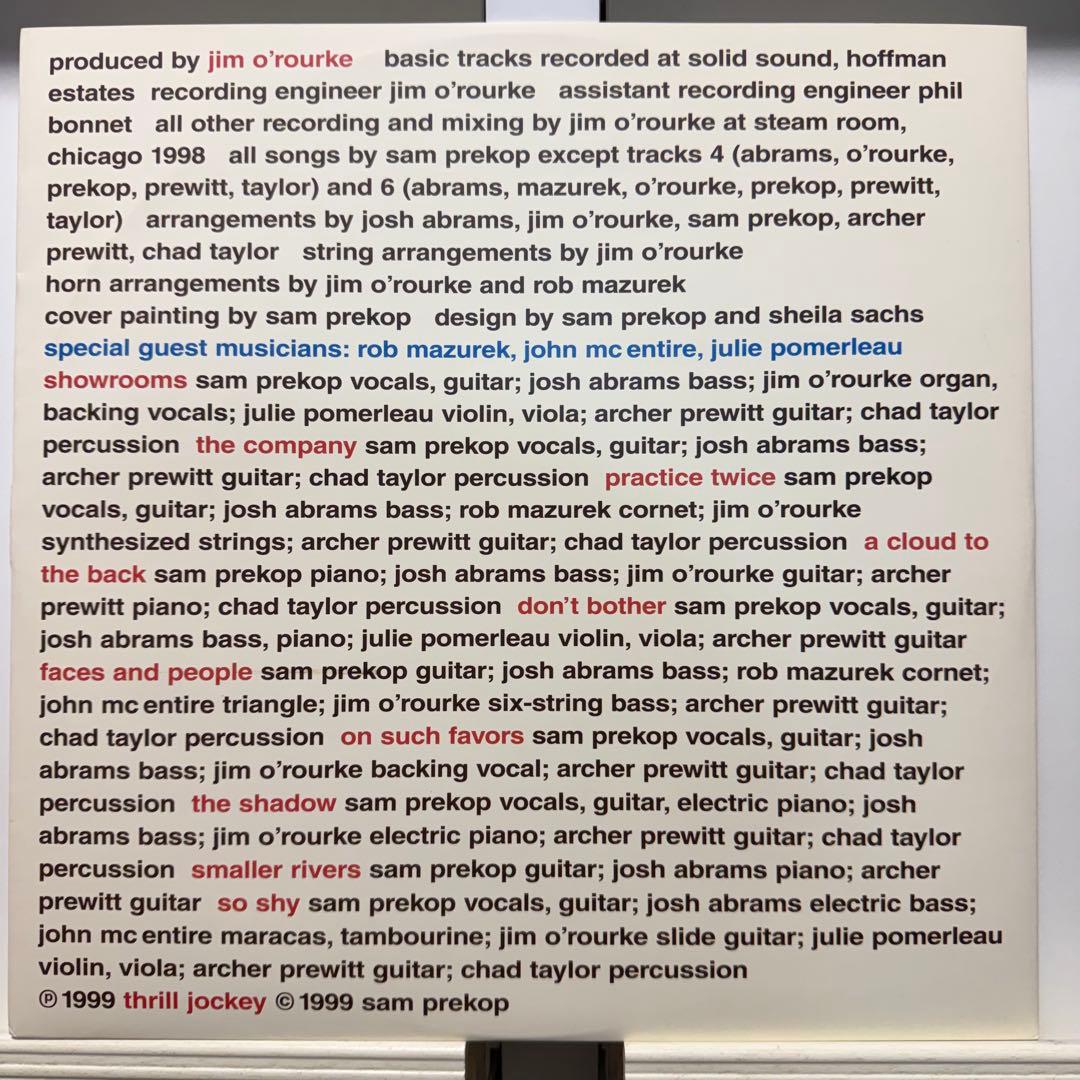 produced by jim o'rourke basic tracks recorded at solid sound, hoffman
estates recording engineer jim o'rourke assistant recording engineer phil
bonnet all other recording and mixing by jim o'rourke at steam room,
chicago 1998 all songs by sam prekop except tracks 4 (abrams, o'rourke,
prekop, prewitt, taylor) and 6 (abrams, mazurek, o'rourke, prekop, prewitt,
taylor) arrangements by josh abrams, jim o'rourke, sam prekop, archer
prewitt, chad taylor string arrangements by jim o'rourke
horn arrangements by jim o'rourke and rob mazurek
cover painting by sam prekop design by sam prekop and sheila sachs
special guest musicians: rob mazurek, john mc entire, julie pomerleau
showrooms sam prekop vocals, guitar; josh abrams bass; jim o'rourke organ,
backing vocals; julie pomerleau violin, viola; archer prewitt guitar; chad taylor
percussion the company sam prekop vocals, guitar; josh abrams bass;
archer prewitt guitar; chad taylor percussion practice twice sam prekop
vocals, guitar; josh abrams bass; rob mazurek cornet; jim o'rourke
synthesized strings; archer prewitt guitar; chad taylor percussion a cloud to
the back sam prekop piano; josh abrams bass; jim o'rourke guitar; archer
prewitt piano; chad taylor percussion don't bother sam prekop vocals, guitar;
josh abrams bass, piano; julie pomerleau violin, viola; archer prewitt guitar
faces and people sam prekop guitar; josh abrams bass; rob mazurek cornet;
john mc entire triangle; jim o'rourke six-string bass; archer prewitt guitar;
chad taylor percussion on such favors sam prekop vocals, guitar; josh
abrams bass; jim o'rourke backing vocal; archer prewitt guitar; chad taylor
percussion the shadow sam prekop vocals, guitar, electric piano; josh
abrams bass; jim o'rourke electric piano; archer prewitt guitar; chad taylor
percussion smaller rivers sam prekop guitar; josh abrams piano; archer
prewitt guitar so shy sam prekop vocals, guitar; josh abrams electric bass;
john mc entire maracas, tambourine; jim o'rourke slide guitar; julie pomerleau
violin, viola; archer prewitt guitar; chad taylor percussion
℗ 1999 thrill jockey © 1999 sam prekop